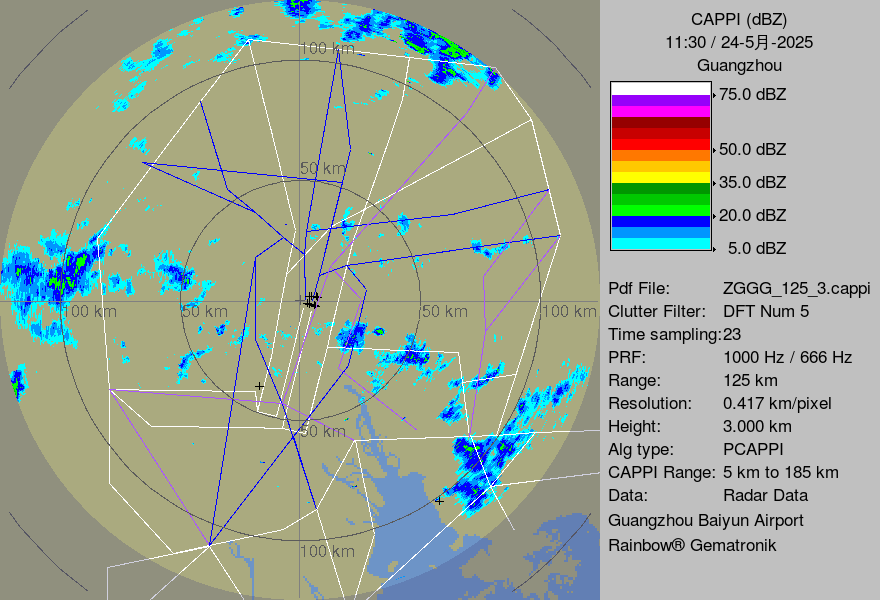 CAPPI (dBZ)
11:30 / 24-5月-2025
Guangzhou
75.0 dBZ
50.0 dBZ
35.0 dBZ
20.0 dBZ
5.0 dBZ
Pdf File: ZGGG_125_3.cappi
Clutter Filter: DFT Num 5
Time sampling:23
PRF: 1000 Hz / 666 Hz
Range: 125 km
Resolution: 0.417 km/pixel
Height: 3.000 km
Alg type: PCAPPI
CAPPI Range: 5 km to 185 km
Data: Radar Data
Guangzhou Baiyun Airport
Rainbow® Gematronik
100 km
50 km
100 km
50 km
50 km
100 km
50 km
100 km